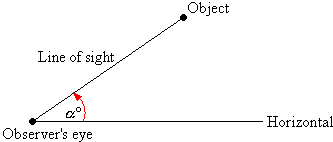 Object
Line of sight
α°
Horizontal
Observer's eye